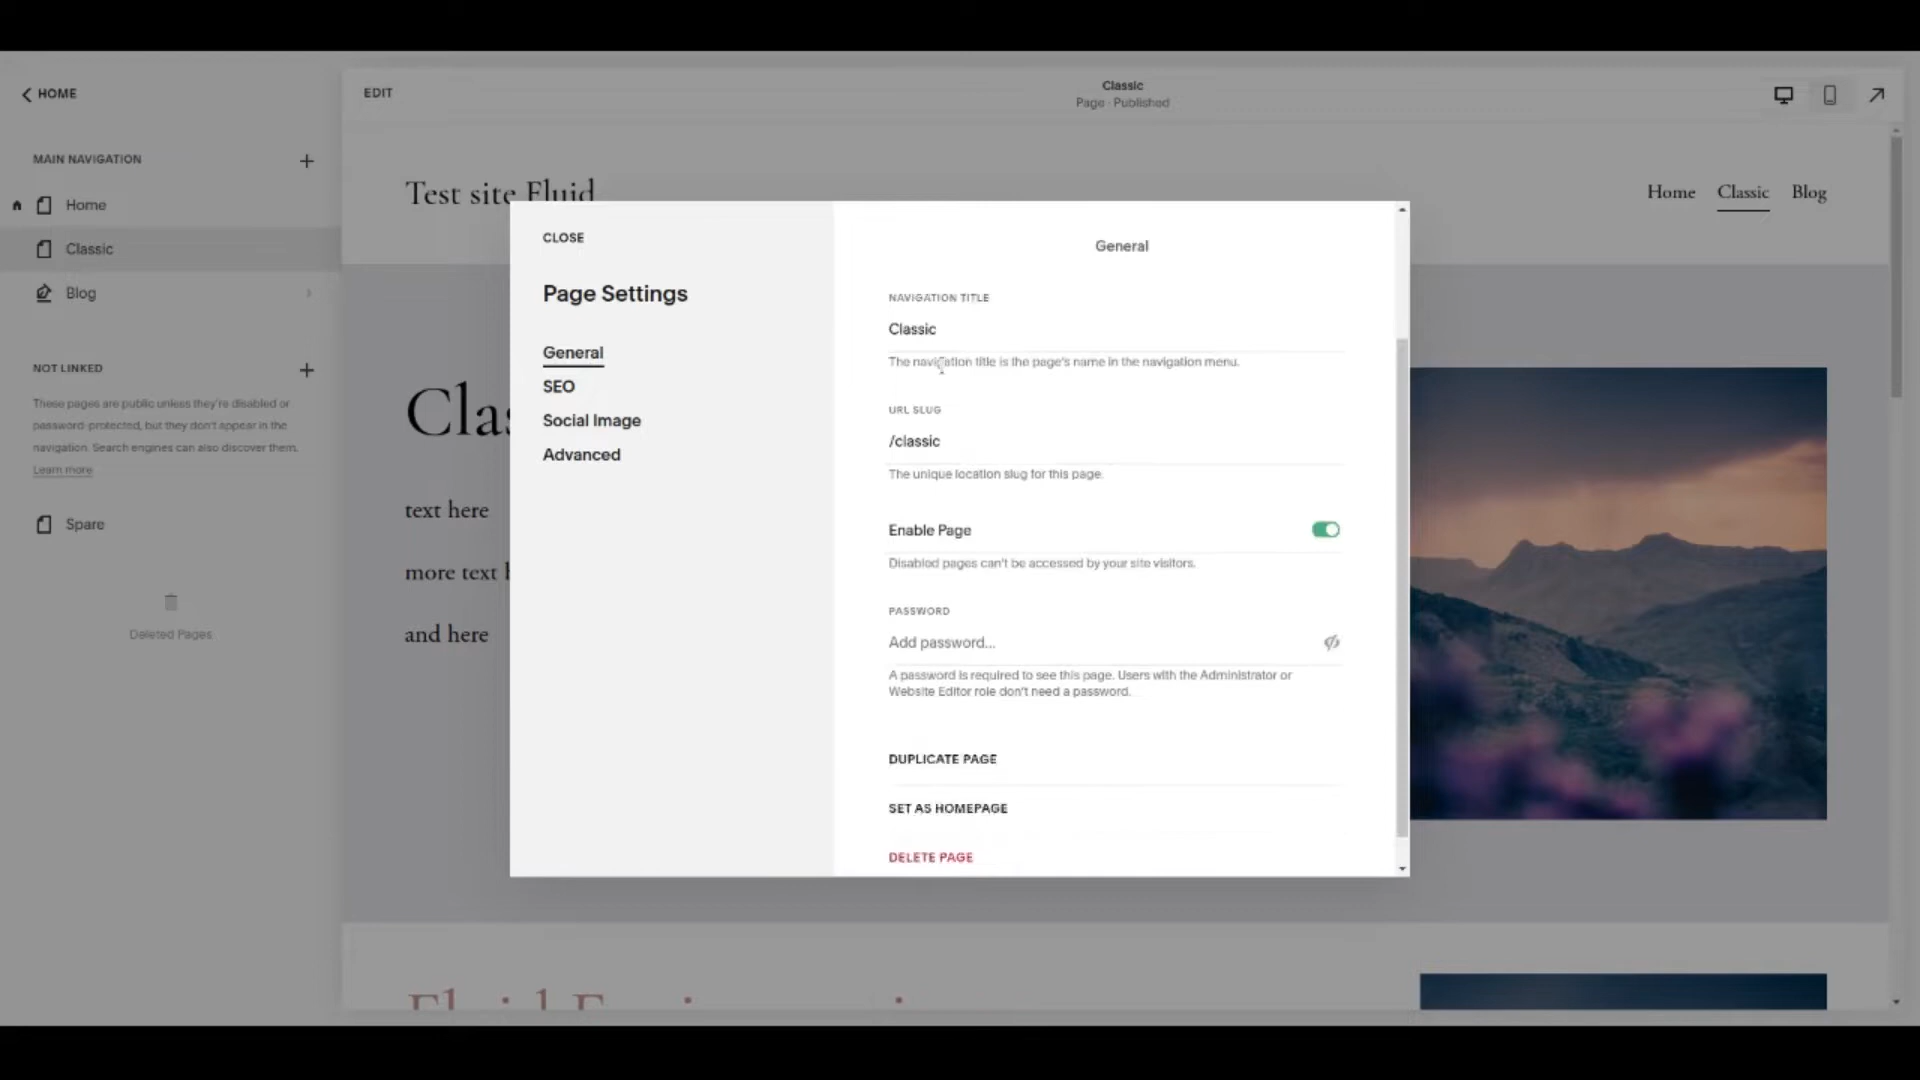 HOME
MAIN NAVIGATION
Home
Classic
Blog
NOT LINKED
These pages are public unless they're disabled or
password-protected, but they don't appear in the
navigation. Search engines can also discover them.
Learn more
Spare
Deleted Pages
EDIT
Classic
Page · Published
Test site Fluid
Home Classic Blog
Clas
text here
more text
and here
CLOSE
Page Settings
General
SEO
Social Image
Advanced
General
NAVIGATION TITLE
Classic
The navigation title is the page's name in the navigation menu.
URL SLUG
/classic
The unique location slug for this page.
Enable Page
Disabled pages can't be accessed by your site visitors.
PASSWORD
Add password...
A password is required to see this page. Users with the Administrator or
Website Editor role don't need a password.
DUPLICATE PAGE
SET AS HOMEPAGE
DELETE PAGE